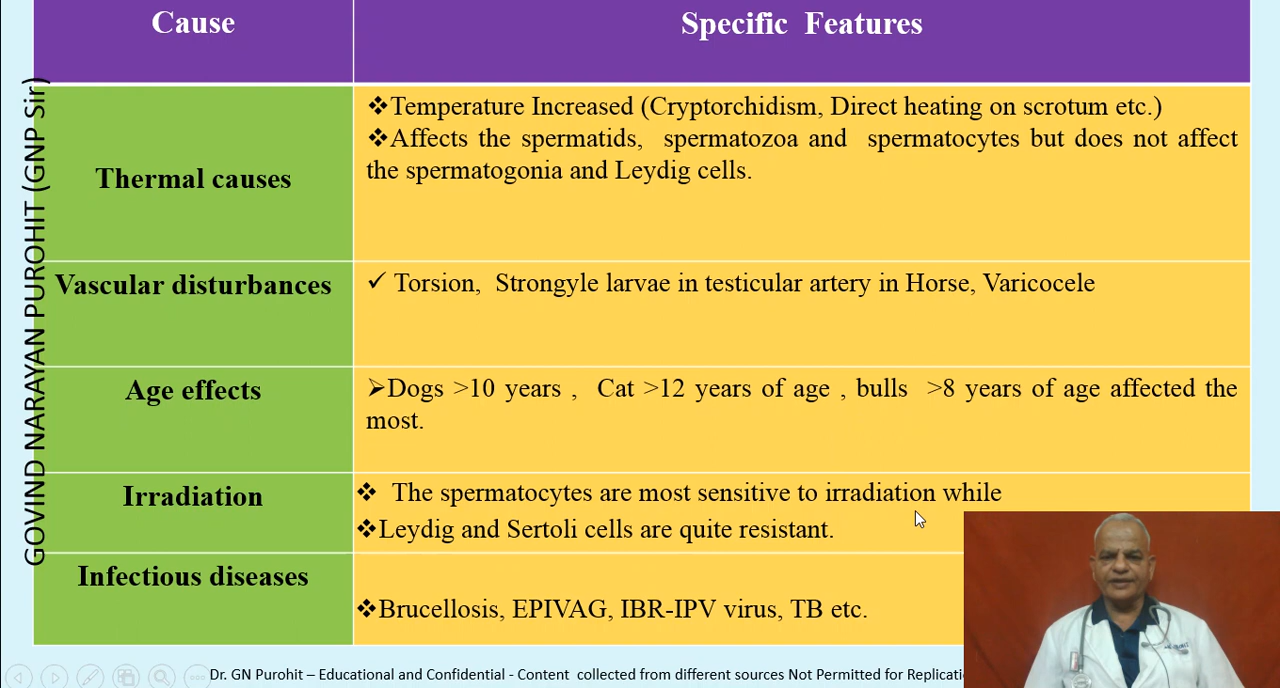 Cause
Specific Features
GOVIND NARAYAN PUROHIT (GNP Sir)
Thermal causes
❖Temperature Increased (Cryptorchidism, Direct heating on scrotum etc.)
❖Affects the spermatids, spermatozoa and spermatocytes but does not affect
the spermatogonia and Leydig cells.
Vascular disturbances
✓ Torsion, Strongyle larvae in testicular artery in Horse, Varicocele
Age effects
➢Dogs >10 years , Cat >12 years of age , bulls >8 years of age affected the
most.
Irradiation
❖ The spermatocytes are most sensitive to irradiation while
❖Leydig and Sertoli cells are quite resistant.
Infectious diseases
❖Brucellosis, EPIVAG, IBR-IPV virus, TB etc.
Dr. GN Purohit – Educational and Confidential - Content collected from different sources Not Permitted for